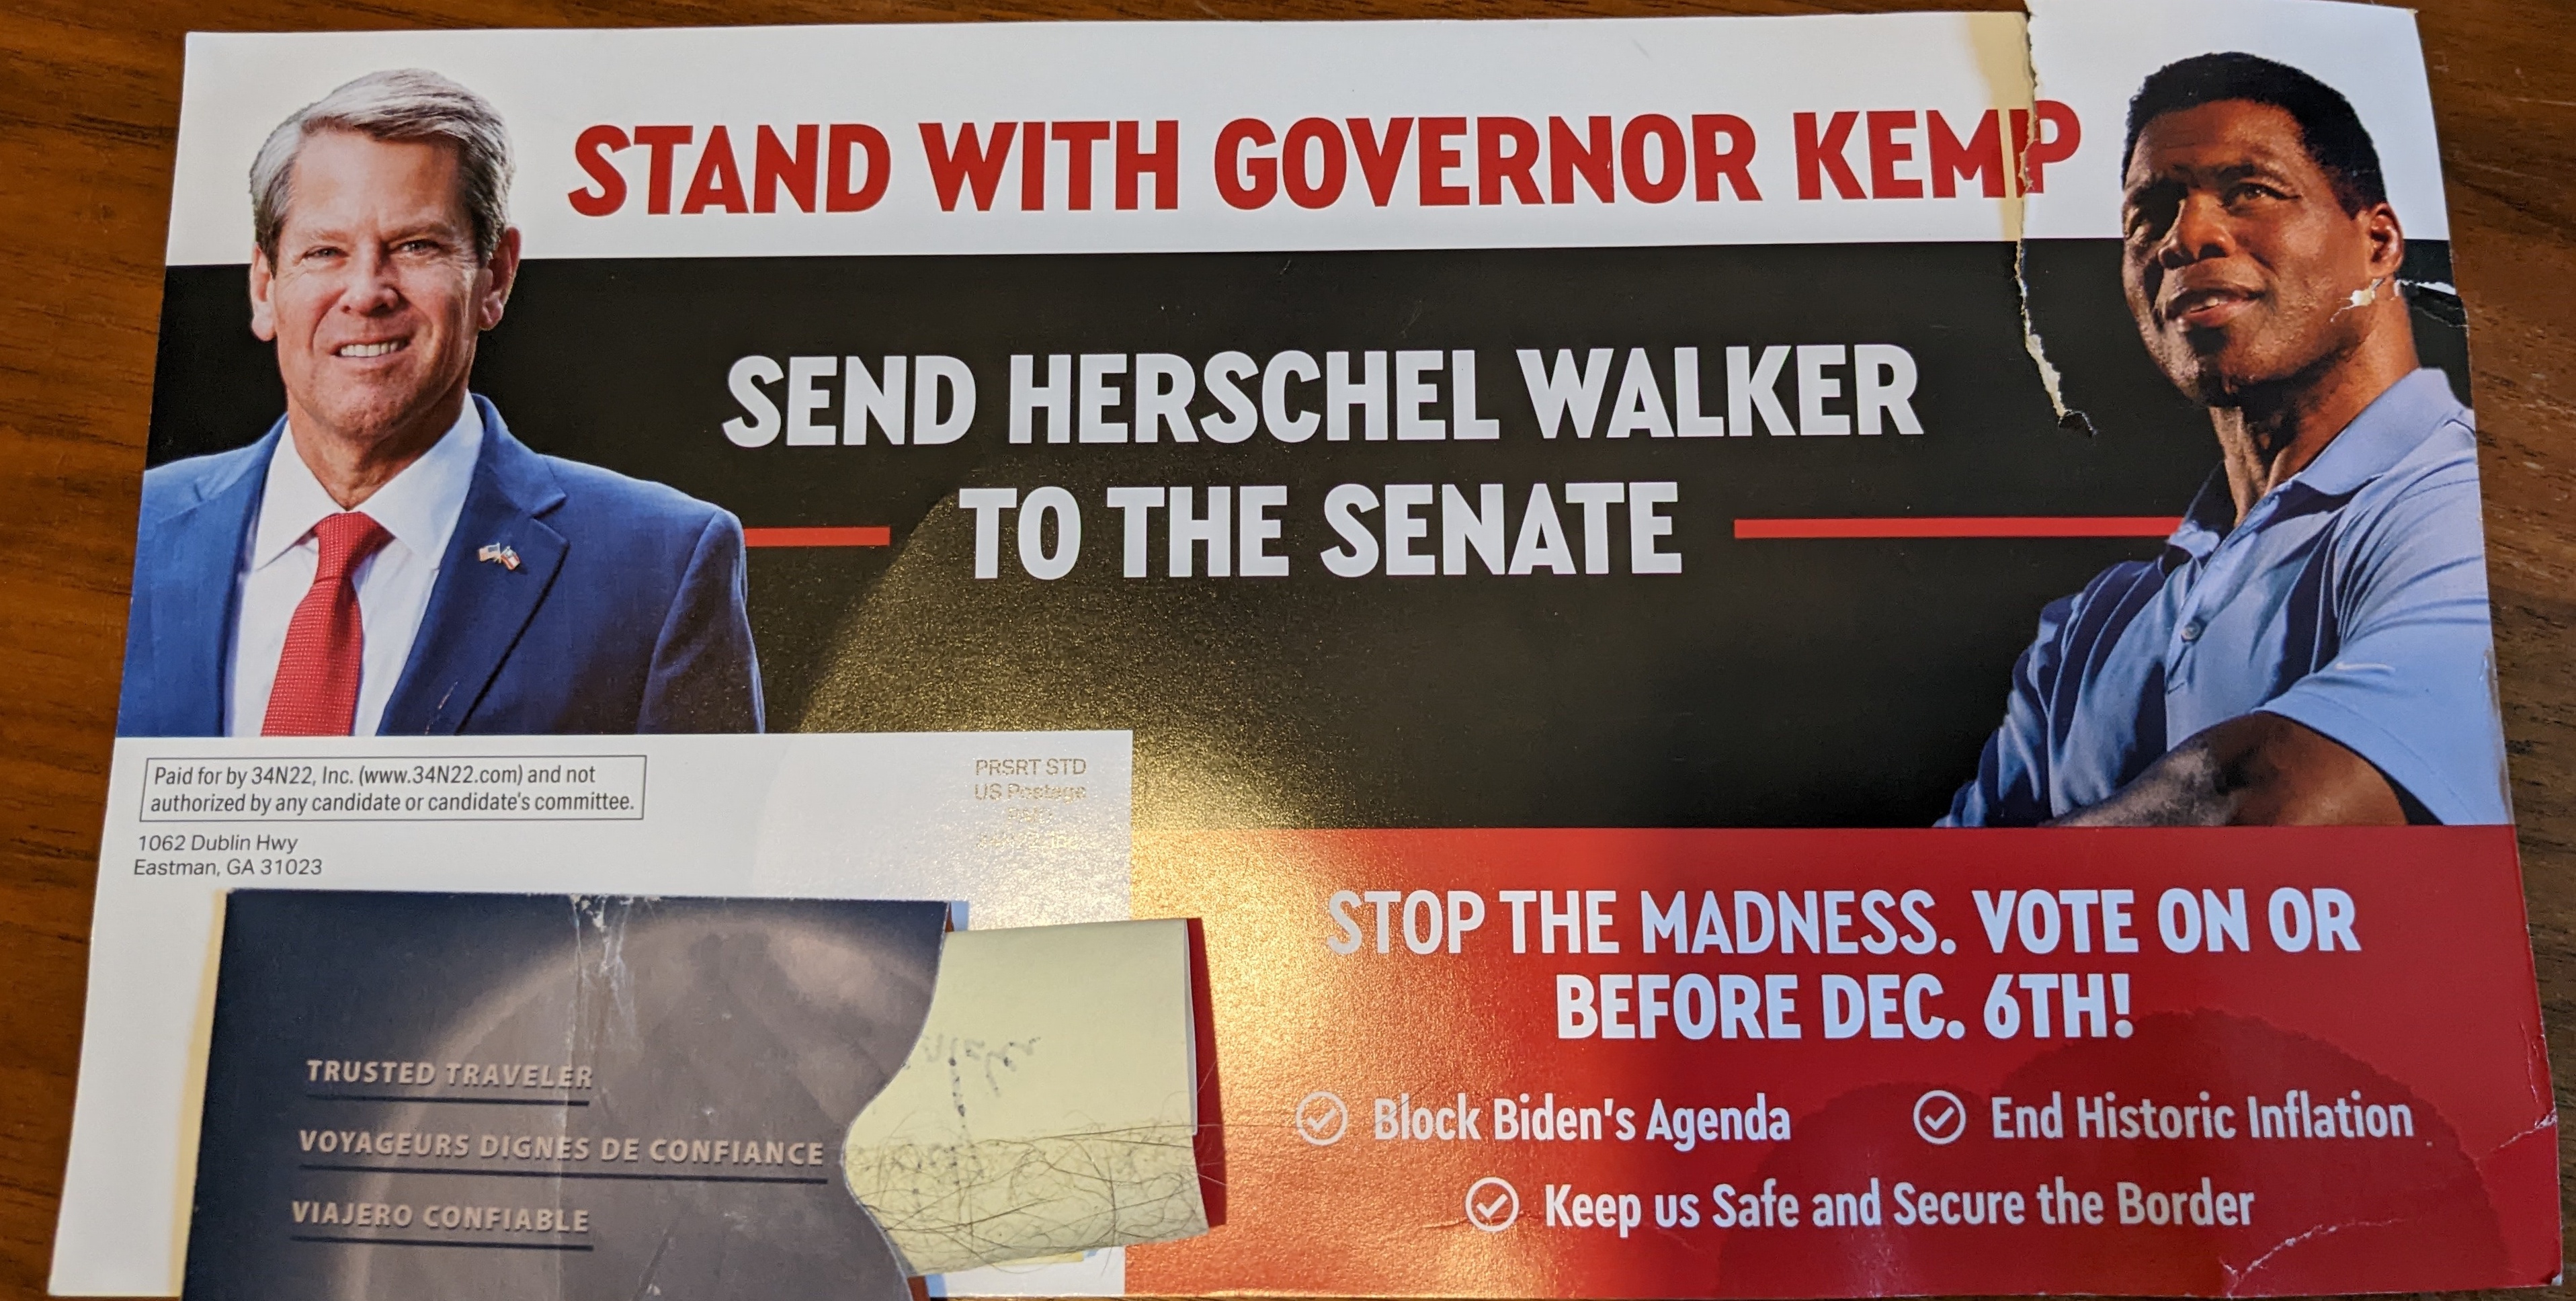 STAND WITH GOVERNOR KEMP
SEND HERSCHEL WALKER
TO THE SENATE
Paid for by 34N22, Inc. (www.34N22.com) and not
authorized by any candidate or candidate's committee.
1062 Dublin Hwy
Eastman, GA 31023
PRSRT STD
US Postage
STOP THE MADNESS. VOTE ON OR
BEFORE DEC. 6TH!
Block Biden's Agenda
End Historic Inflation
Keep us Safe and Secure the Border
TRUSTED TRAVELER
VOYAGEURS DIGNES DE CONFIANCE
VIAJERO CONFIABLE